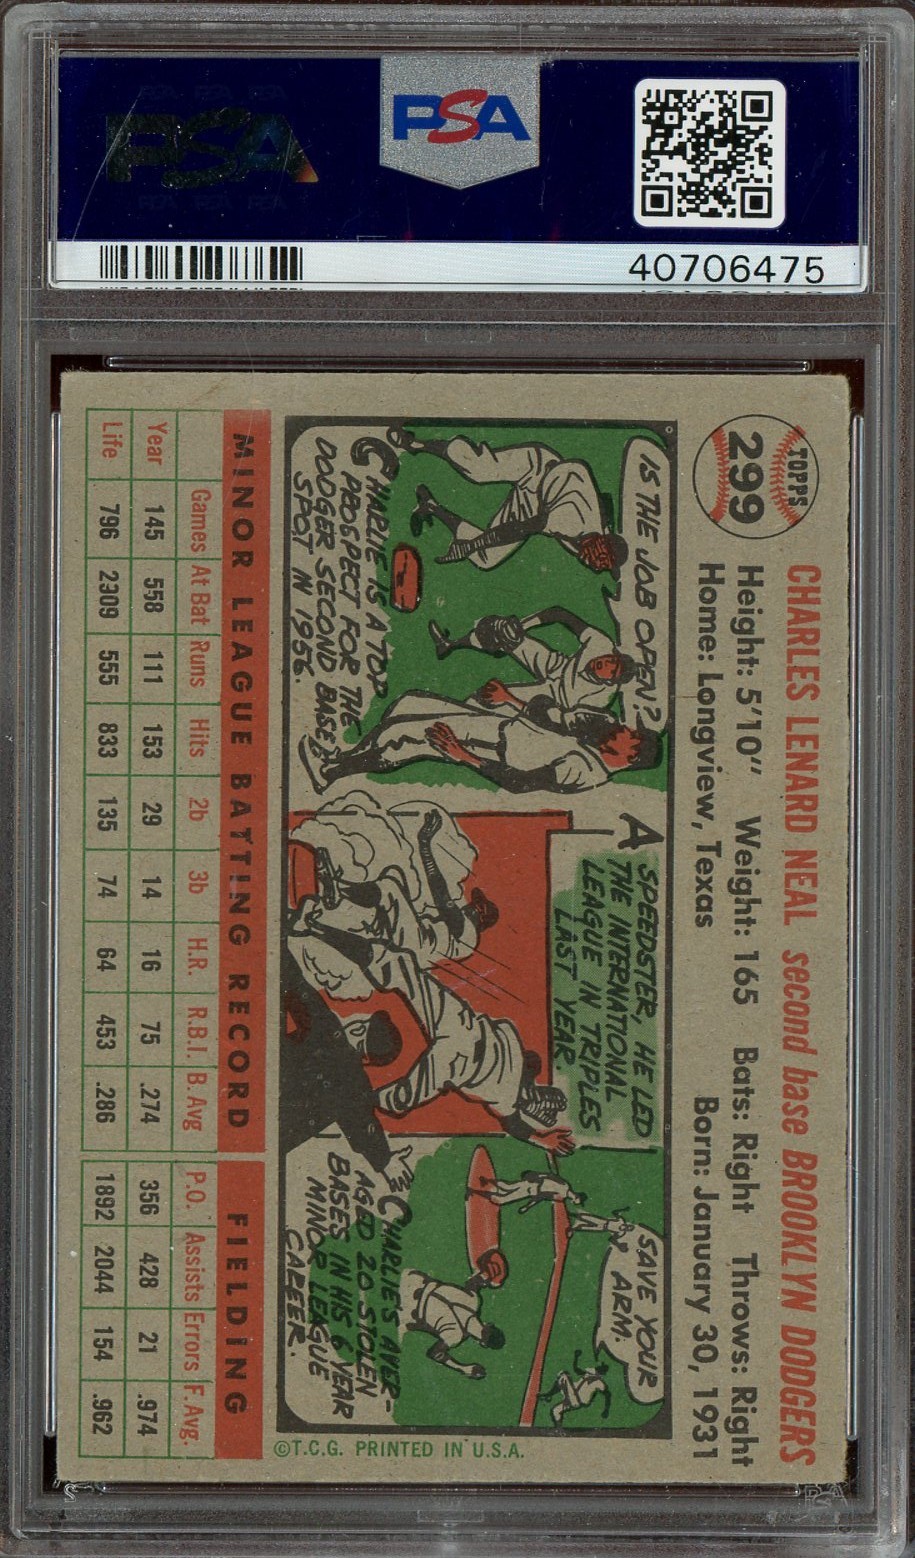 PSA
PSA
40706475
TOPPS
299
CHARLES LENARD NEAL second base BROOKLYN DODGERS
Height: 5'10" Weight: 165 Bats: Right Throws: Right
Home: Longview, Texas Born: January 30, 1931
IS THE JOB OPEN?
CHARLIE IS A TOP
PROSPECT FOR THE
DODGER SECOND BASE
SPOT IN 1956.
A SPEEDSTER, HE LED
THE INTERNATIONAL
LEAGUE IN TRIPLES
LAST YEAR.
SAVE YOUR
ARM.
CHARLIE'S AVER-
AGED 20 STOLEN
BASES IN HIS 6 YEAR
MINOR LEAGUE
CAREER.
MINOR LEAGUE BATTING RECORD FIELDING
Games At Bat Runs Hits 2b 3b H.R. R.B.I. B. Avg P.O. Assists Errors F. Avg.
Year 145 558 111 153 29 14 16 75 .274 356 428 21 .974
Life 796 2909 555 833 135 74 64 453 .286 1892 2044 154 .962
©T.C.G. PRINTED IN U.S.A.